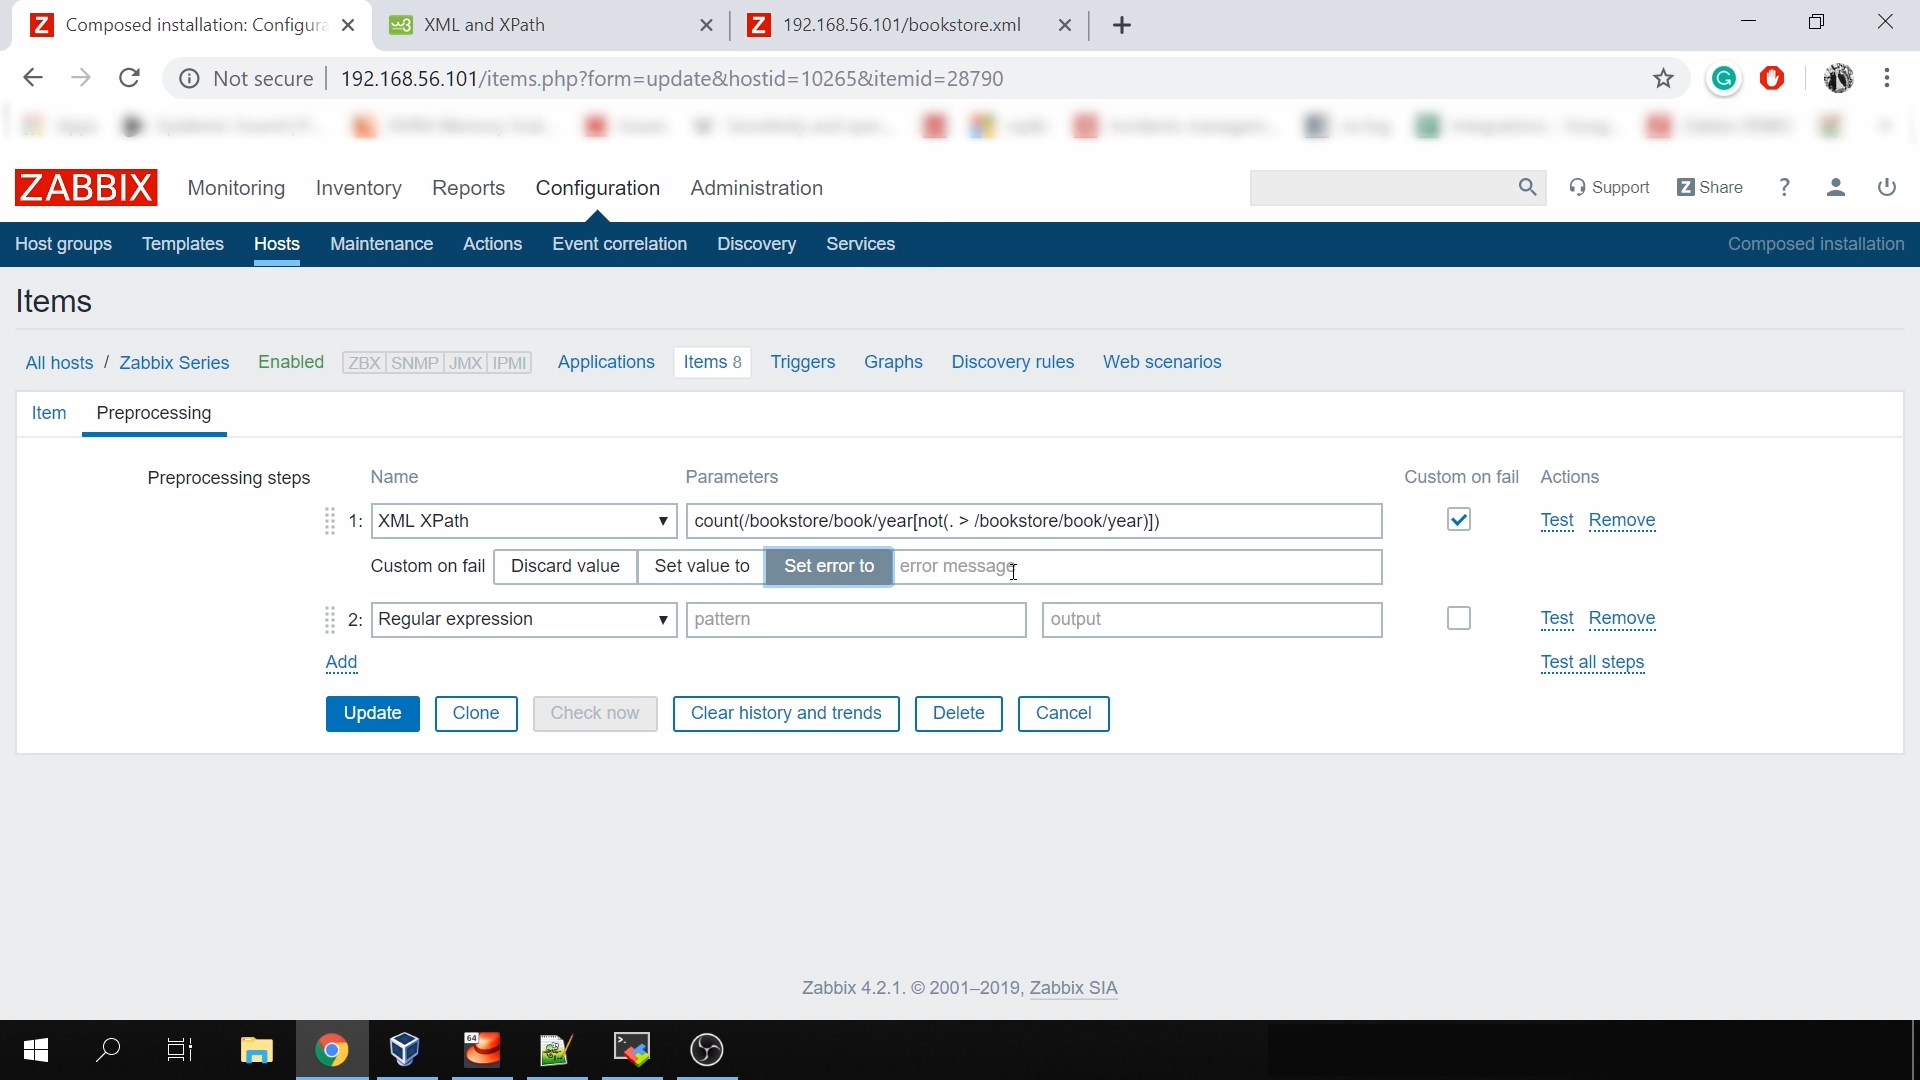 Composed installation: Configura
XML and XPath
192.168.56.101/bookstore.xml
Not secure
192.168.56.101/items.php?form=update&hostid=10265&itemid=28790
ZABBIX
Monitoring Inventory Reports Configuration Administration
Support
Z Share
?
Host groups Templates Hosts Maintenance Actions Event correlation Discovery Services
Composed installation
Items
All hosts / Zabbix Series Enabled ZBX SNMP JMX IPMI Applications Items 8 Triggers Graphs Discovery rules Web scenarios
Item Preprocessing
Preprocessing steps Name Parameters Custom on fail Actions
1: XML XPath count(/bookstore/book/year[not(. > /bookstore/book/year)]) Test Remove
Custom on fail Discard value Set value to Set error to error message
2: Regular expression pattern output Test Remove
Add Test all steps
Update Clone Check now Clear history and trends Delete Cancel
Zabbix 4.2.1. © 2001–2019, Zabbix SIA
64